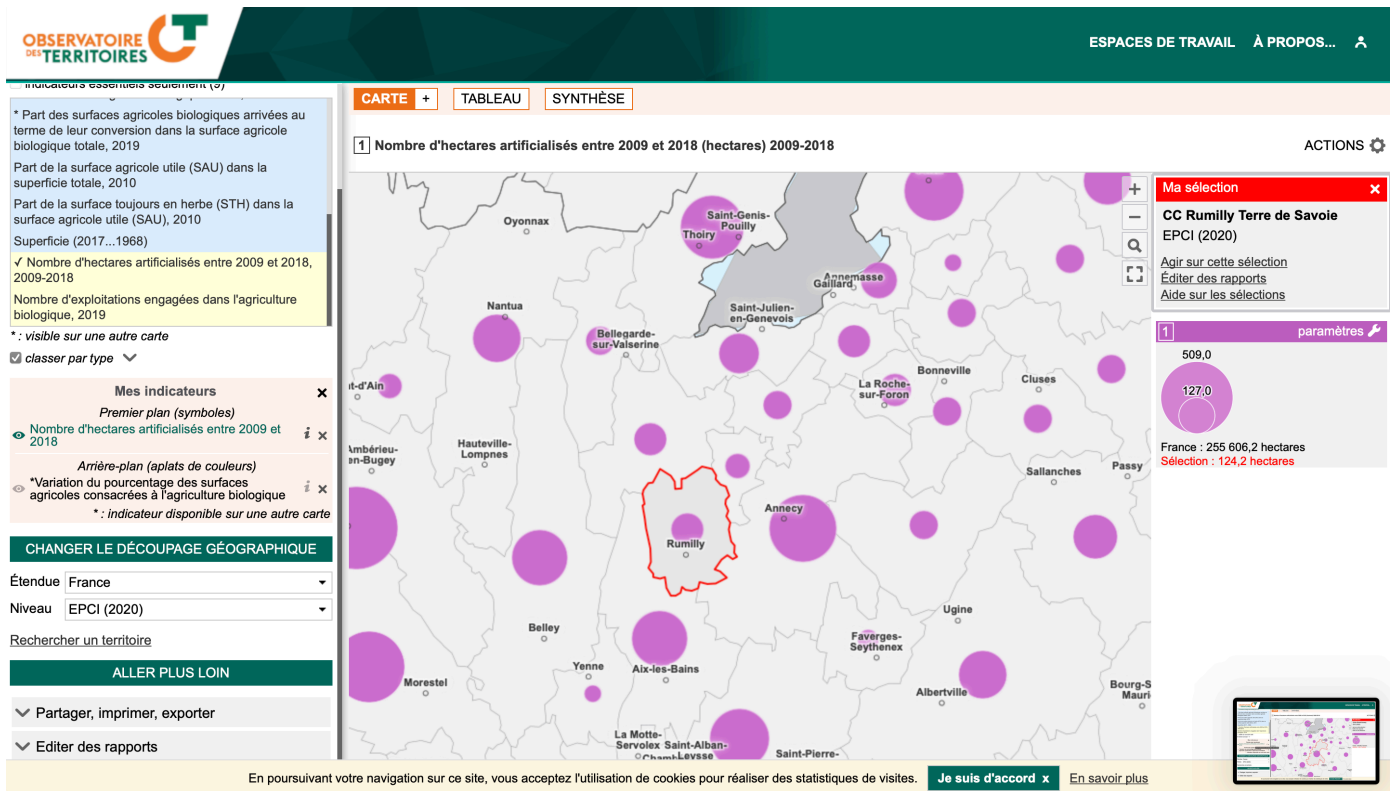 OBSERVATOIRE
DES TERRITOIRES
ESPACES DE TRAVAIL
À PROPOS...
indicateurs essentiels seulement (9)
* Part des surfaces agricoles biologiques arrivées au
terme de leur conversion dans la surface agricole
biologique totale, 2019
Part de la surface agricole utile (SAU) dans la
superficie totale, 2010
Part de la surface toujours en herbe (STH) dans la
surface agricole utile (SAU), 2010
Superficie (2017...1968)
✓ Nombre d'hectares artificialisés entre 2009 et 2018,
2009-2018
Nombre d'exploitations engagées dans l'agriculture
biologique, 2019
* : visible sur une autre carte
classer par type
Mes indicateurs
Premier plan (symboles)
Nombre d'hectares artificialisés entre 2009 et
2018
Arrière-plan (aplats de couleurs)
*Variation du pourcentage des surfaces
agricoles consacrées à l'agriculture biologique
* : indicateur disponible sur une autre carte
CHANGER LE DÉCOUPAGE GÉOGRAPHIQUE
Étendue France
Niveau EPCI (2020)
Rechercher un territoire
ALLER PLUS LOIN
Partager, imprimer, exporter
Editer des rapports
CARTE +
TABLEAU
SYNTHÈSE
1 Nombre d'hectares artificialisés entre 2009 et 2018 (hectares) 2009-2018
ACTIONS
Oyonnax
Saint-Genis-
Pouilly
Thoiry
Annemasse
Gaillard
Nantua
Saint-Julien-
en-Genevois
Bellegarde-
sur-Valserine
t-d'Ain
La Roche-
sur-Foron
Bonneville
Cluses
Ambérieu-
en-Bugey
Hauteville-
Lompnes
Sallanches
Passy
Annecy
Rumilly
Ugine
Belley
Faverges-
Seythenex
Yenne
Aix-les-Bains
Morestel
Albertville
Bourg-S
Mauri
La Motte-
Servolex
Saint-Alban-
Leysse
Chambé
Saint-Pierre-
Ma sélection
CC Rumilly Terre de Savoie
EPCI (2020)
Agir sur cette sélection
Éditer des rapports
Aide sur les sélections
1 paramètres
509,0
127,0
France : 255 606,2 hectares
Sélection : 124,2 hectares
En poursuivant votre navigation sur ce site, vous acceptez l'utilisation de cookies pour réaliser des statistiques de visites.
Je suis d'accord x
En savoir plus